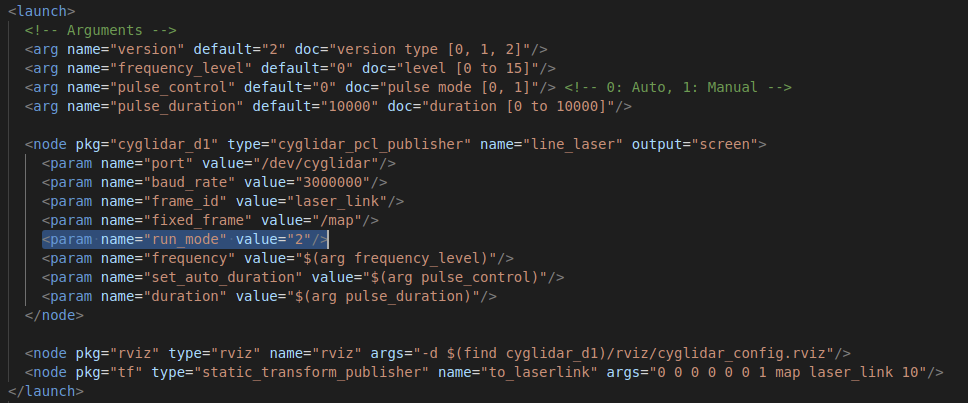 <launch>
<!-- Arguments -->
<arg name="version" default="2" doc="version type [0, 1, 2]"/>
<arg name="frequency_level" default="0" doc="level [0 to 15]"/>
<arg name="pulse_control" default="0" doc="pulse mode [0, 1]"/> <!-- 0: Auto, 1: Manual -->
<arg name="pulse_duration" default="10000" doc="duration [0 to 10000]"/>
<node pkg="cyglidar_d1" type="cyglidar_pcl_publisher" name="line_laser" output="screen">
<param name="port" value="/dev/cyglidar"/>
<param name="baud_rate" value="3000000"/>
<param name="frame_id" value="laser_link"/>
<param name="fixed_frame" value="/map"/>
<param name="run_mode" value="2"/>
<param name="frequency" value="$(arg frequency_level)"/>
<param name="set_auto_duration" value="$(arg pulse_control)"/>
<param name="duration" value="$(arg pulse_duration)"/>
</node>
<node pkg="rviz" type="rviz" name="rviz" args="-d $(find cyglidar_d1)/rviz/cyglidar_config.rviz"/>
<node pkg="tf" type="static_transform_publisher" name="to_laserlink" args="0 0 0 0 0 0 1 map laser_link 10"/>
</launch>